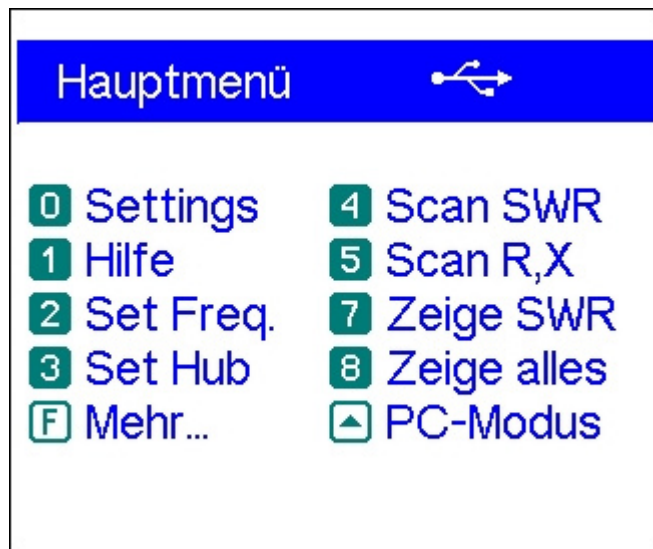 Hauptmenü
0 Settings
1 Hilfe
2 Set Freq.
3 Set Hub
F Mehr...
4 Scan SWR
5 Scan R,X
7 Zeige SWR
8 Zeige alles
PC-Modus